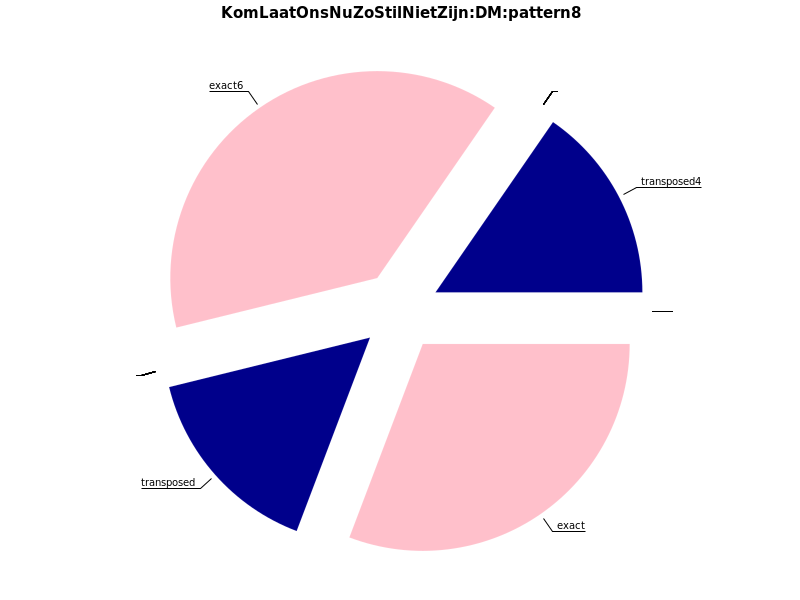 KomLaatOnsNuZoStilNietZijn:DM:pattern8
exact6
transposed4
transposed
exact